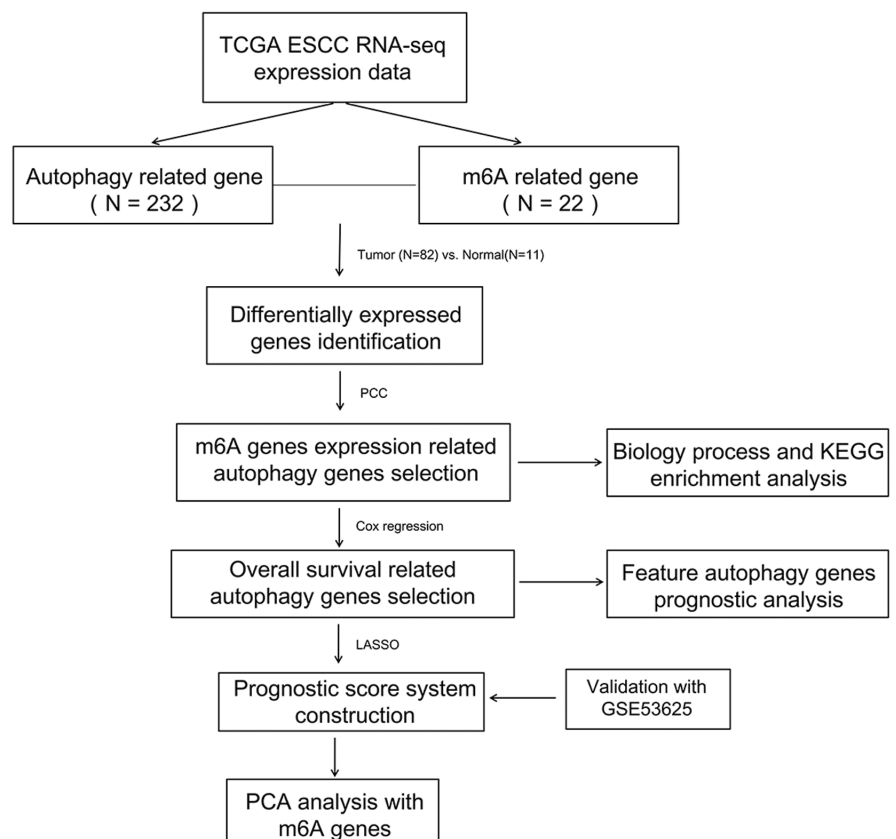 TCGA ESCC RNA-seq
expression data
Autophagy related gene
( N = 232 )
m6A related gene
( N = 22 )
Tumor (N=82) vs. Normal(N=11)
Differentially expressed
genes identification
PCC
m6A genes expression related
autophagy genes selection
Biology process and KEGG
enrichment analysis
Cox regression
Overall survival related
autophagy genes selection
Feature autophagy genes
prognostic analysis
LASSO
Prognostic score system
construction
Validation with
GSE53625
PCA analysis with
m6A genes